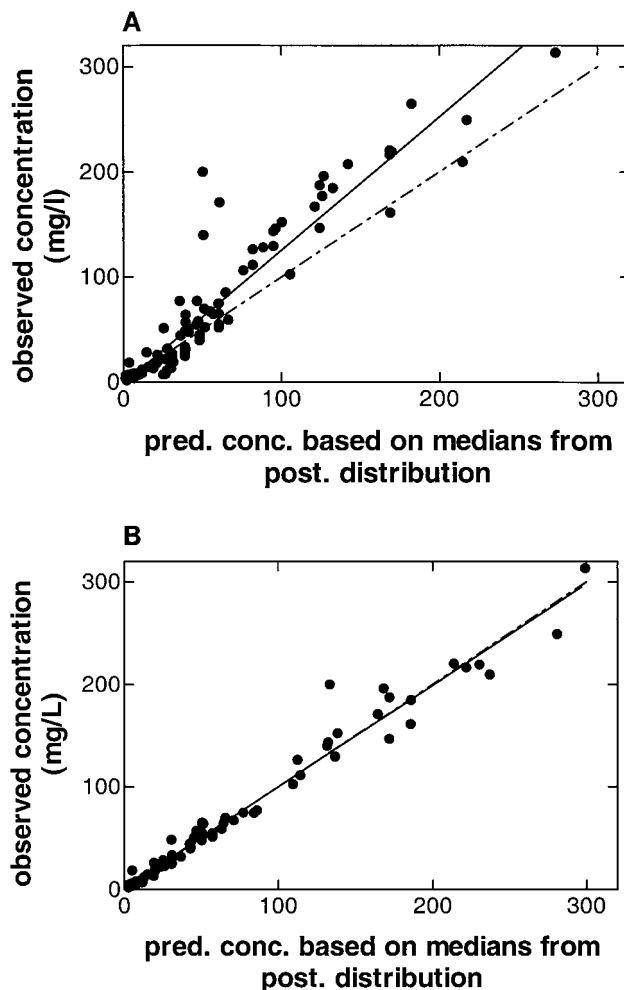 A
300
200
100
0
observed concentration
(mg/l)
0 100 200 300
pred. conc. based on medians from
post. distribution
B
300
200
100
0
observed concentration
(mg/L)
0 100 200 300
pred. conc. based on medians from
post. distribution